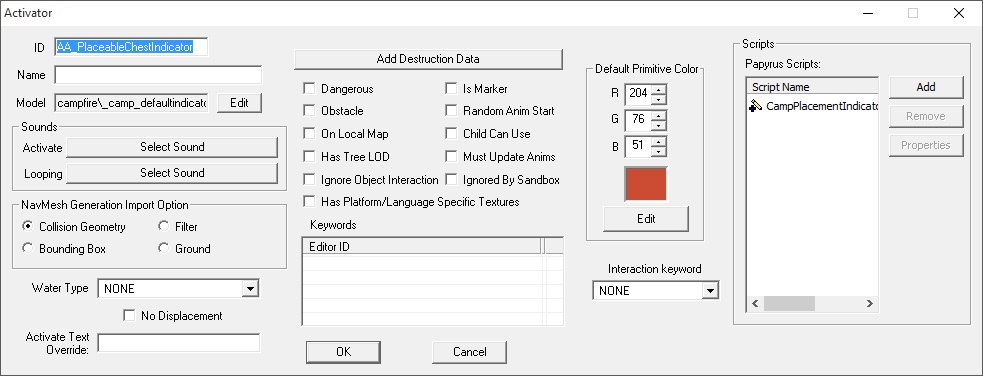 Activator
ID AA_PlaceableChestIndicator
Name
Model campfire\_camp_defaultindicato Edit
Sounds
Activate Select Sound
Looping Select Sound
NavMesh Generation Import Option
Collision Geometry Filter
Bounding Box Ground
Water Type NONE
No Displacement
Activate Text
Override:
Add Destruction Data
Dangerous Is Marker
Obstacle Random Anim Start
On Local Map Child Can Use
Has Tree LOD Must Update Anims
Ignore Object Interaction Ignored By Sandbox
Has Platform/Language Specific Textures
Keywords
Editor ID
OK Cancel
Default Primitive Color
R 204
G 76
B 51
Edit
Interaction keyword
NONE
Scripts
Papyrus Scripts:
Script Name
CampPlacementIndicato
Add
Remove
Properties